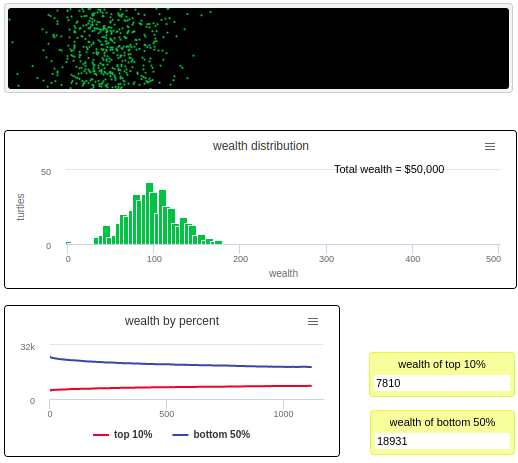 wealth distribution
Total wealth = $50,000
50
turtles
0
0 100 200 300 400 500
wealth
wealth by percent
32k
0
0 500 1000
top 10% bottom 50%
wealth of top 10%
7810
wealth of bottom 50%
18931